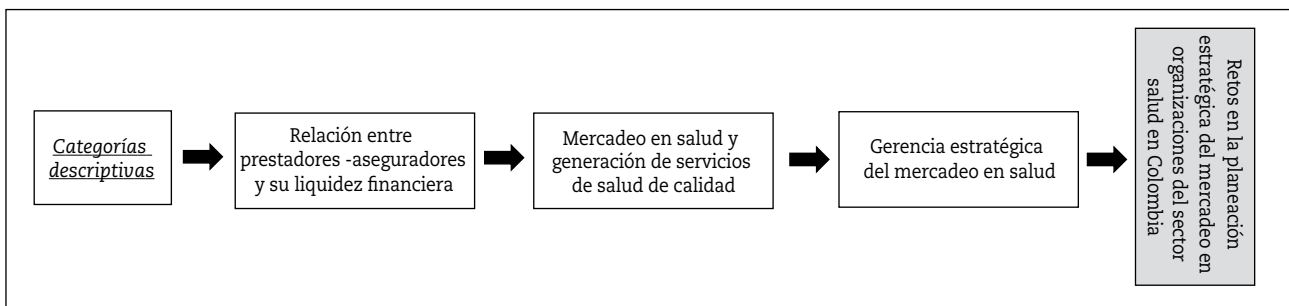 Categorías
descriptivas
Relación entre
prestadores -aseguradores
y su liquidez financiera
Mercadeo en salud y
generación de servicios
de salud de calidad
Gerencia estratégica
del mercadeo en salud
Retos en la planeación
estratégica del mercadeo en
organizaciones del sector
salud en Colombia